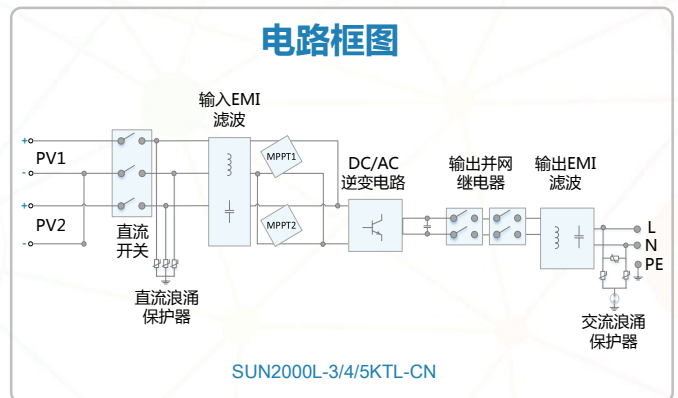 电路框图
输入EMI
滤波
+
PV1
-
+
PV2
-
直流
开关
直流浪涌
保护器
MPPT1
MPPT2
DC/AC
逆变电路
输出并网
继电器
输出EMI
滤波
L
N
PE
交流浪涌
保护器
SUN2000L-3/4/5KTL-CN